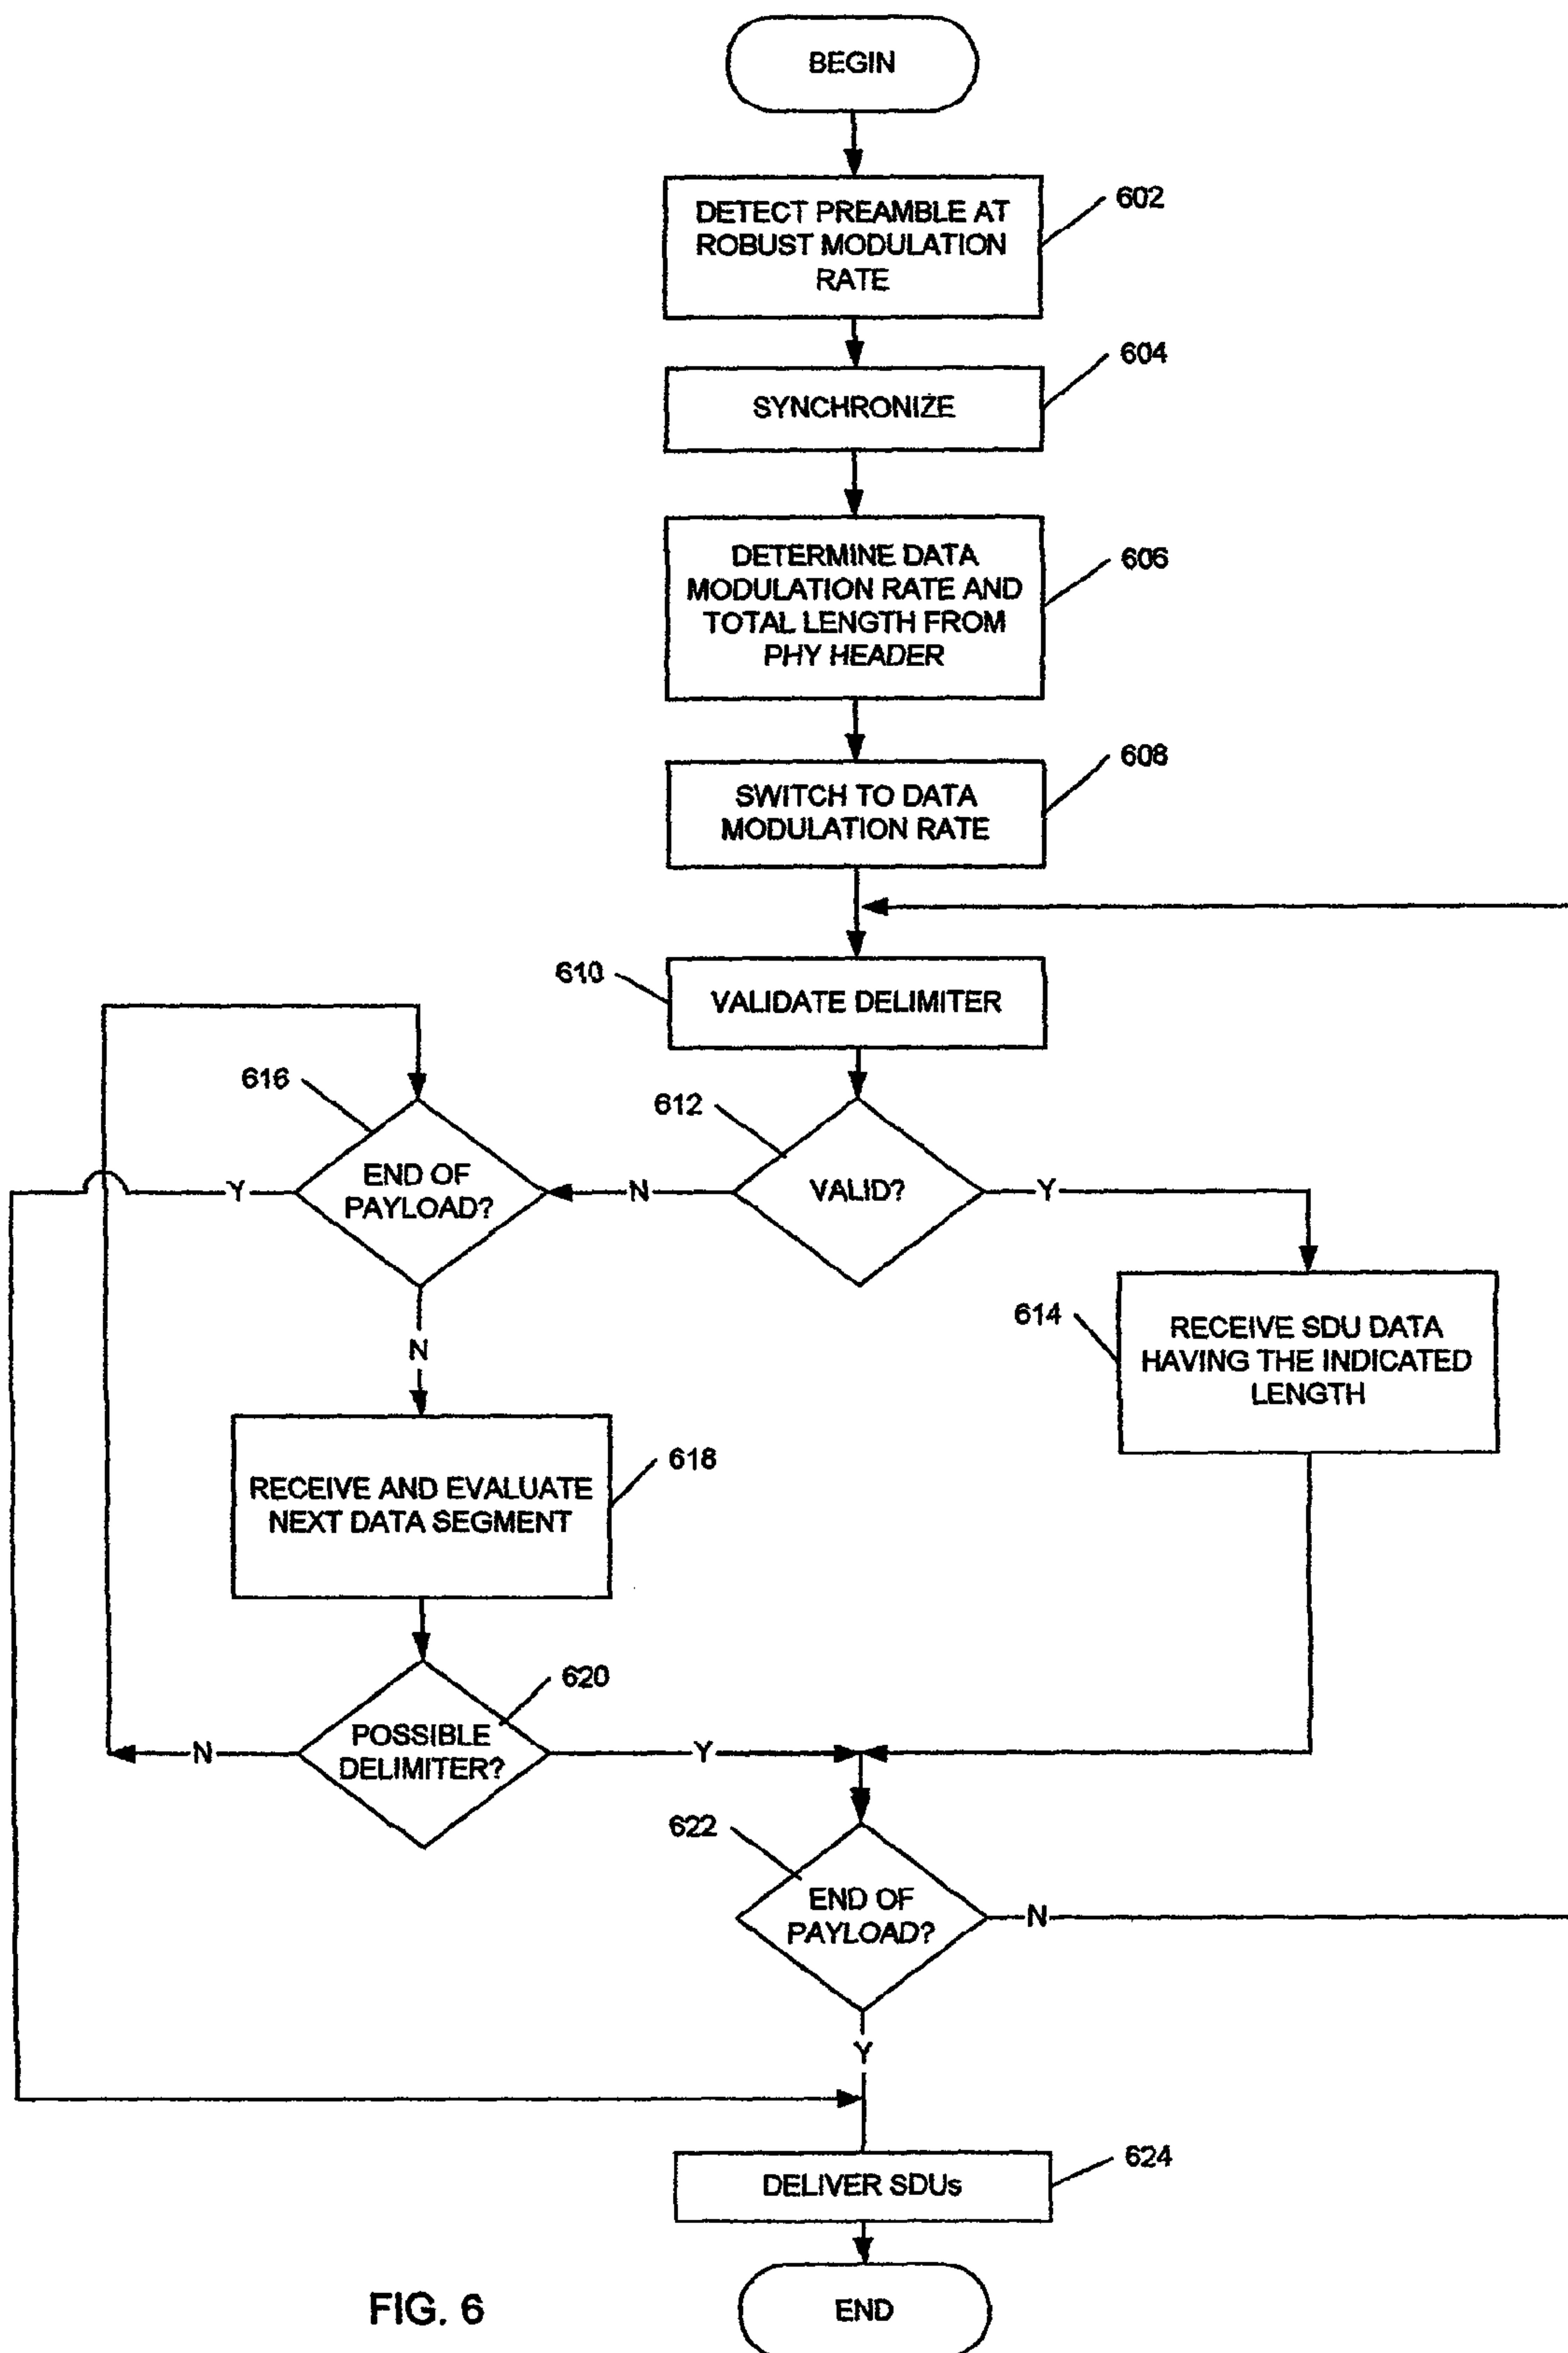 BEGIN
DETECT PREAMBLE AT
ROBUST MODULATION
RATE
602
SYNCHRONIZE
604
DETERMINE DATA
MODULATION RATE AND
TOTAL LENGTH FROM
PHY HEADER
606
SWITCH TO DATA
MODULATION RATE
608
610
VALIDATE DELIMITER
616
END OF
PAYLOAD?
Y
N
612
VALID?
N
Y
614
RECEIVE SDU DATA
HAVING THE INDICATED
LENGTH
RECEIVE AND EVALUATE
NEXT DATA SEGMENT
618
POSSIBLE
DELIMITER?
620
N
Y
622
END OF
PAYLOAD?
N
Y
DELIVER SDUs
624
END
FIG. 6